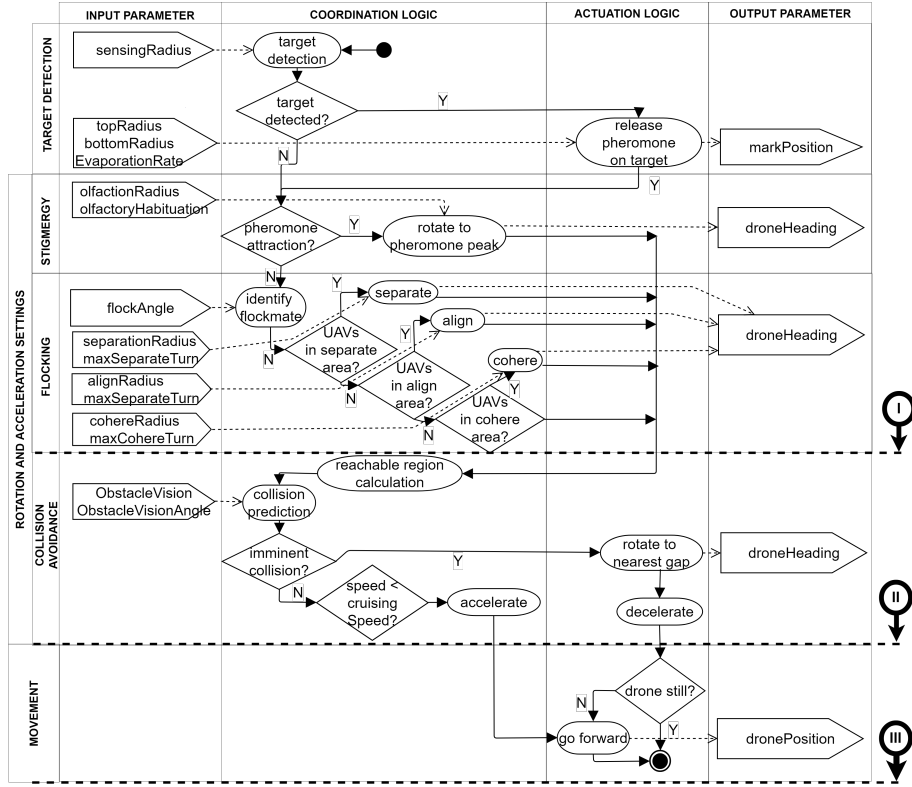 INPUT PARAMETER
COORDINATION LOGIC
ACTUATION LOGIC
OUTPUT PARAMETER
TARGET DETECTION
sensingRadius
target
detection
target
detected?
Y
N
topRadius
bottomRadius
EvaporationRate
release
pheromone
on target
markPosition
Y
ROTATION AND ACCELERATION SETTINGS
STIGMERGY
olfactionRadius
olfactoryHabituation
pheromone
attraction?
Y
N
rotate to
pheromone peak
droneHeading
FLOCKING
flockAngle
identify
flockmate
N
Y
separate
separationRadius
maxSeparateTurn
UAVs
in separate
area?
Y
align
droneHeading
alignRadius
maxSeparateTurn
N
UAVs
in align
area?
cohere
Y
cohereRadius
maxCohereTurn
N
UAVs
in cohere
area?
I
COLLISION
AVOIDANCE
reachable region
calculation
ObstacleVision
ObstacleVisionAngle
collision
prediction
imminent
collision?
Y
N
rotate to
nearest gap
droneHeading
speed <
cruising
Speed?
accelerate
decelerate
II
MOVEMENT
drone still?
N
Y
go forward
dronePosition
III